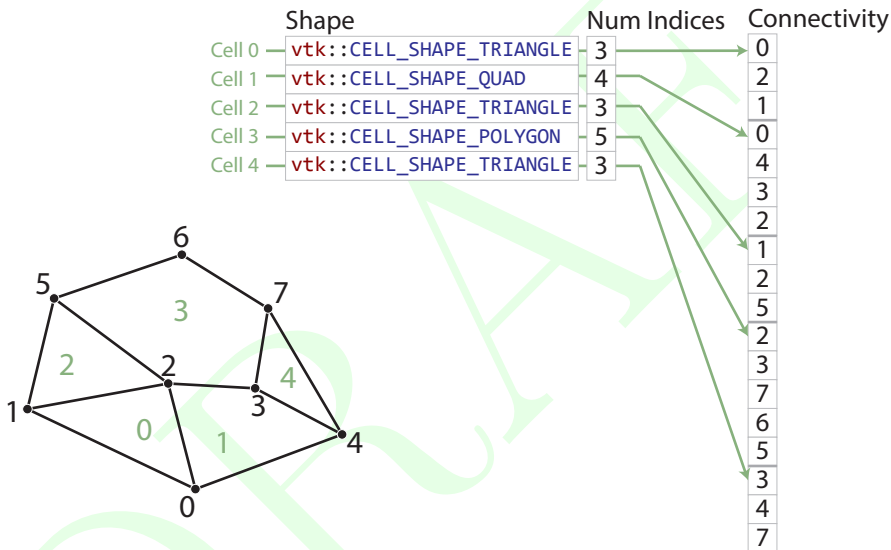 Shape Num Indices Connectivity
Cell 0 vtk::CELL_SHAPE_TRIANGLE 3 0
2
Cell 1 vtk::CELL_SHAPE_QUAD 4
1
Cell 2 vtk::CELL_SHAPE_TRIANGLE 3
Cell 3 vtk::CELL_SHAPE_POLYGON 5 0
Cell 4 vtk::CELL_SHAPE_TRIANGLE 3 4
3
2
1
2
5
2
3
7
6
5
3
4
7
6
5 7
3
2 2 4
1 3
0 1 4
0
DRAF